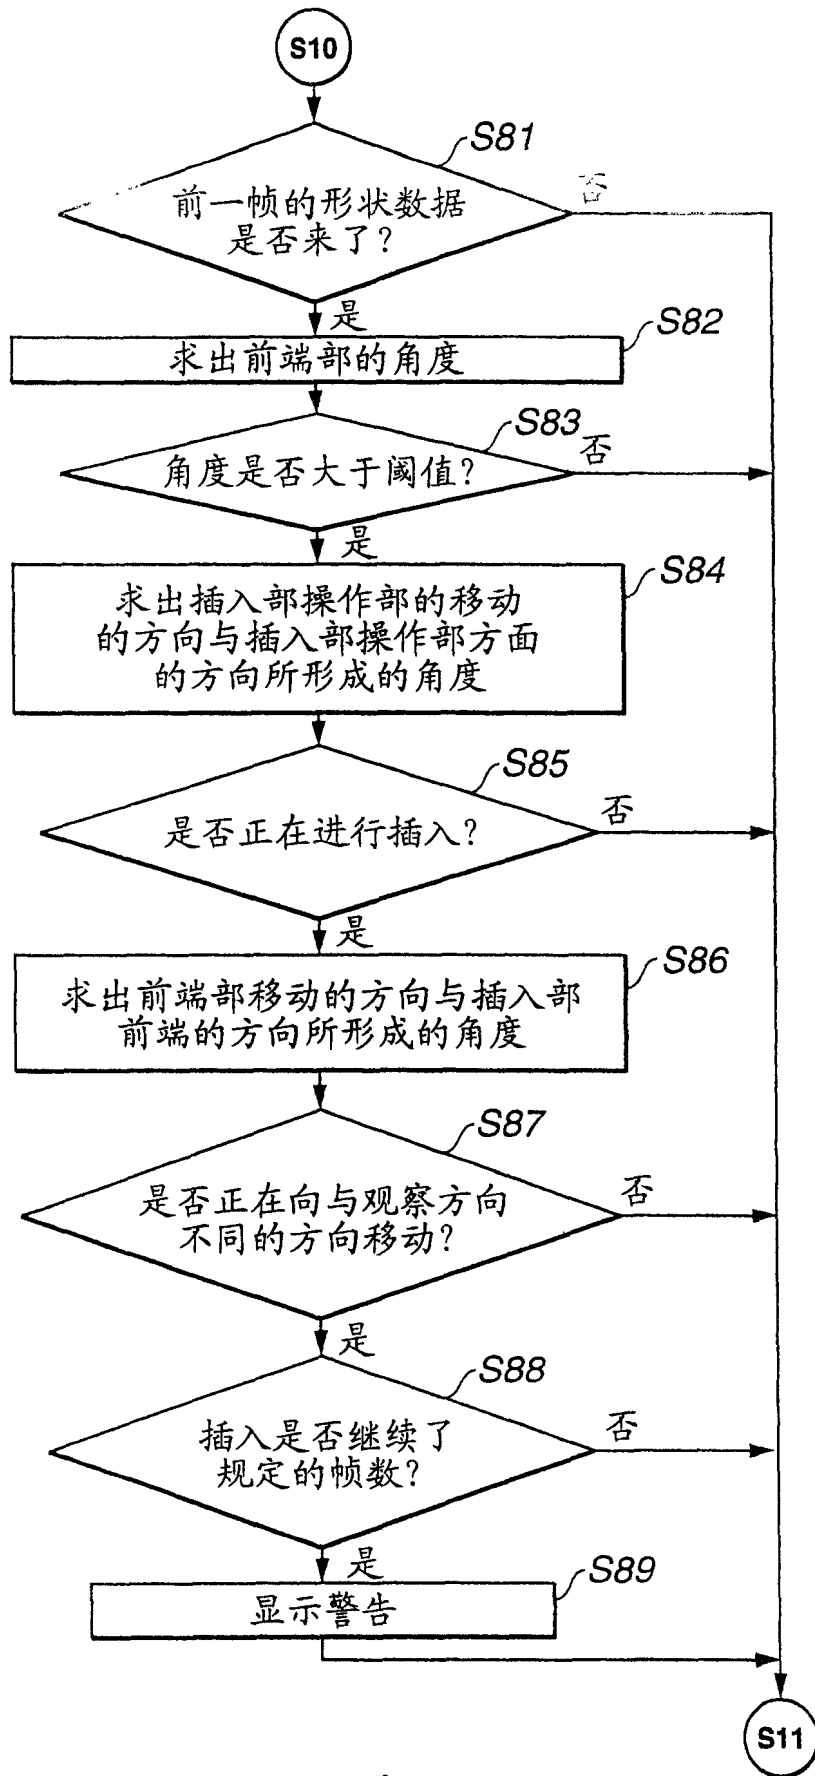 S10
S81
前一帧的形状数据
是否来了?
否
是
S82
求出前端部的角度
S83
角度是否大于阈值?
否
是
S84
求出插入部操作部的移动
的方向与插入部操作部方面
的方向所形成的角度
S85
是否正在进行插入?
否
是
S86
求出前端部移动的方向与插入部
前端的方向所形成的角度
S87
是否正在向与观察方向
不同的方向移动?
否
是
S88
插入是否继续了
规定的帧数?
否
是
S89
显示警告
S11